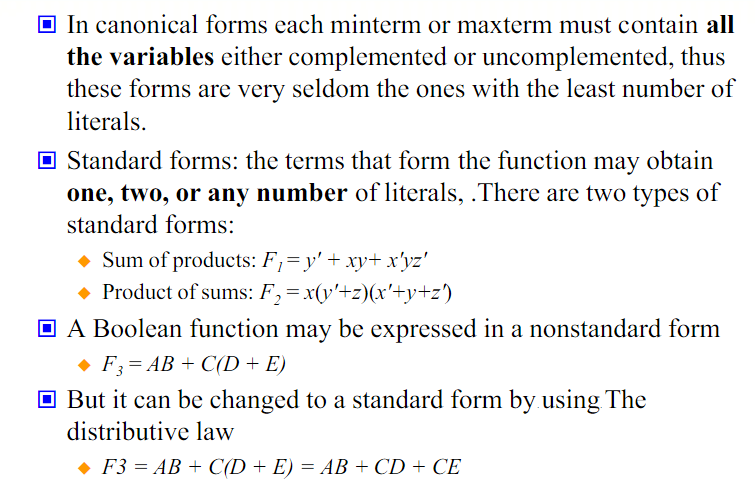 In canonical forms each minterm or maxterm must contain all
the variables either complemented or uncomplemented, thus
these forms are very seldom the ones with the least number of
literals.
Standard forms: the terms that form the function may obtain
one, two, or any number of literals, .There are two types of
standard forms:
Sum of products: F₁= y' + xy+ x'yz'
Product of sums: F₂ = x(y'+z)(x'+y+z')
A Boolean function may be expressed in a nonstandard form
F₃ = AB + C(D + E)
But it can be changed to a standard form by using The
distributive law
F3 = AB + C(D + E) = AB + CD + CE